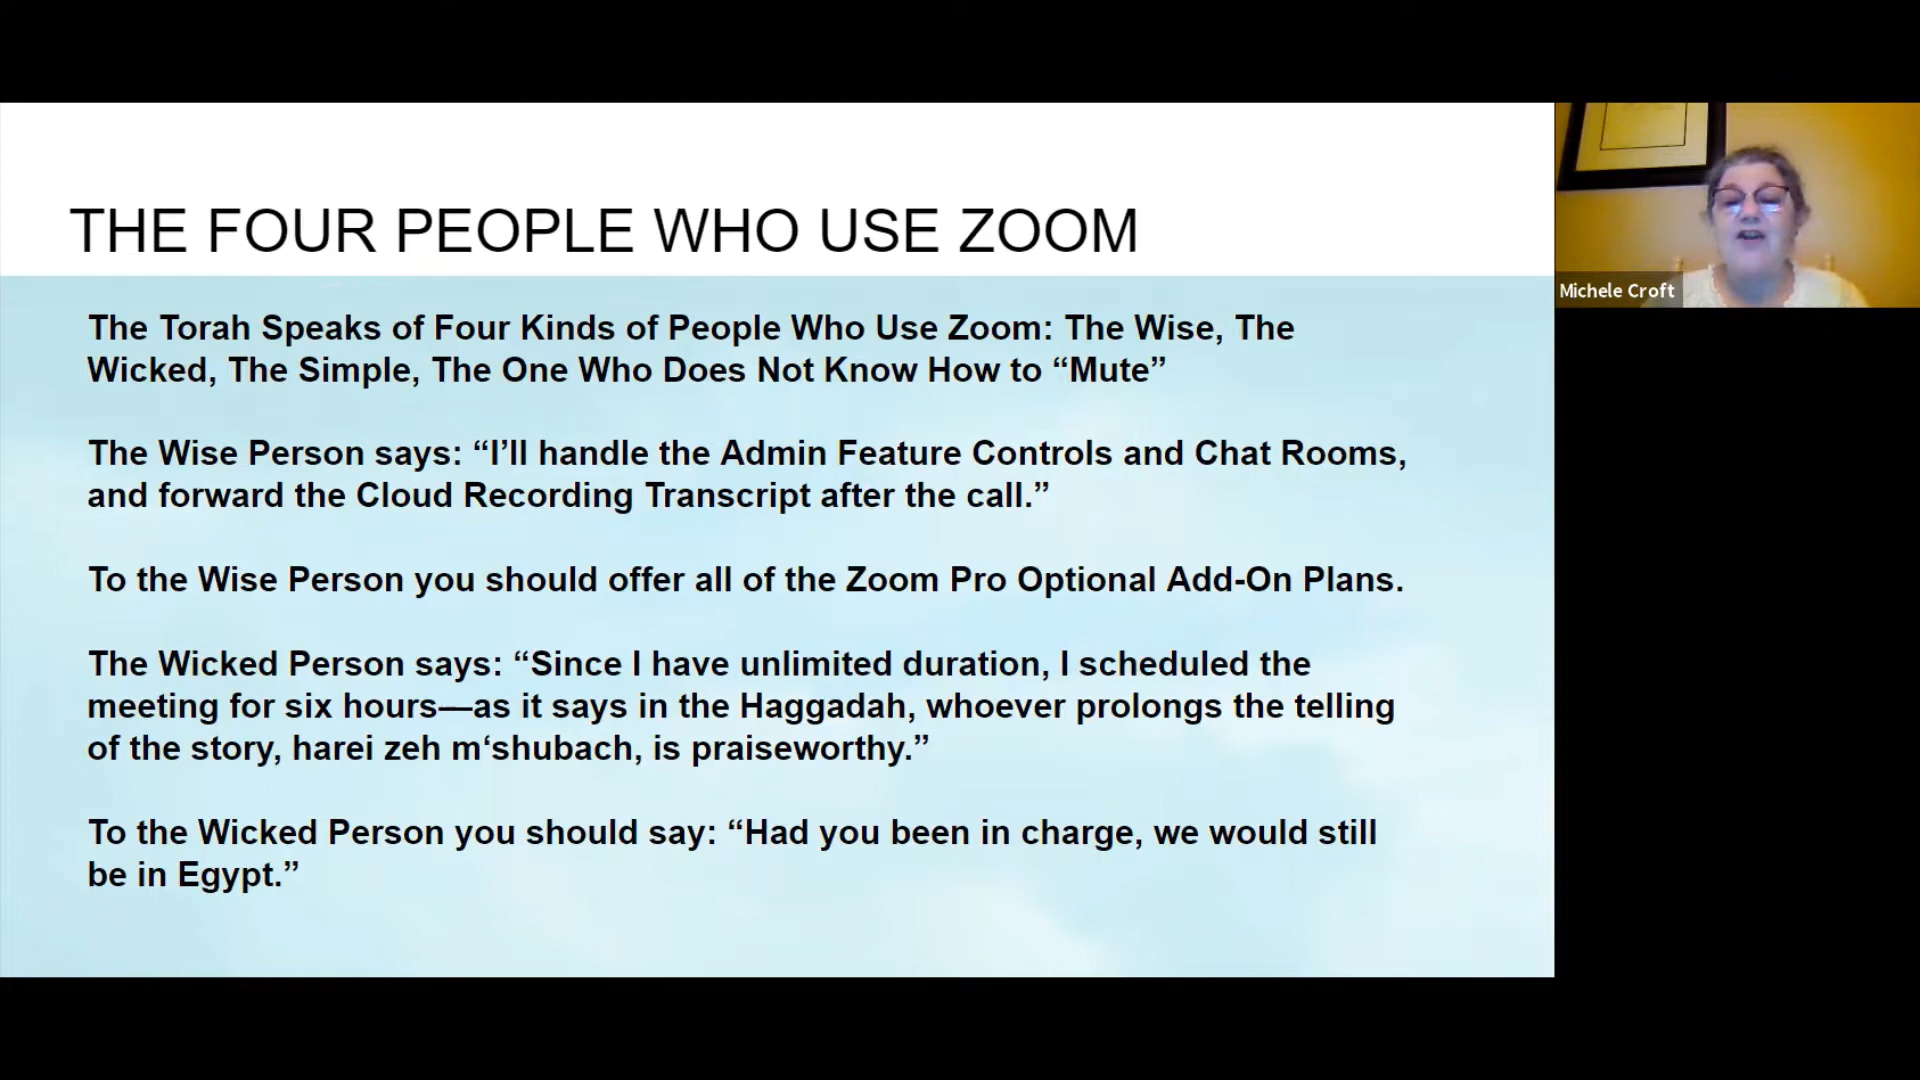 THE FOUR PEOPLE WHO USE ZOOM
The Torah Speaks of Four Kinds of People Who Use Zoom: The Wise, The
Wicked, The Simple, The One Who Does Not Know How to “Mute”
The Wise Person says: “I’ll handle the Admin Feature Controls and Chat Rooms,
and forward the Cloud Recording Transcript after the call.”
To the Wise Person you should offer all of the Zoom Pro Optional Add-On Plans.
The Wicked Person says: “Since I have unlimited duration, I scheduled the
meeting for six hours—as it says in the Haggadah, whoever prolongs the telling
of the story, harei zeh m‘shubach, is praiseworthy.”
To the Wicked Person you should say: “Had you been in charge, we would still
be in Egypt.”
Michele Croft